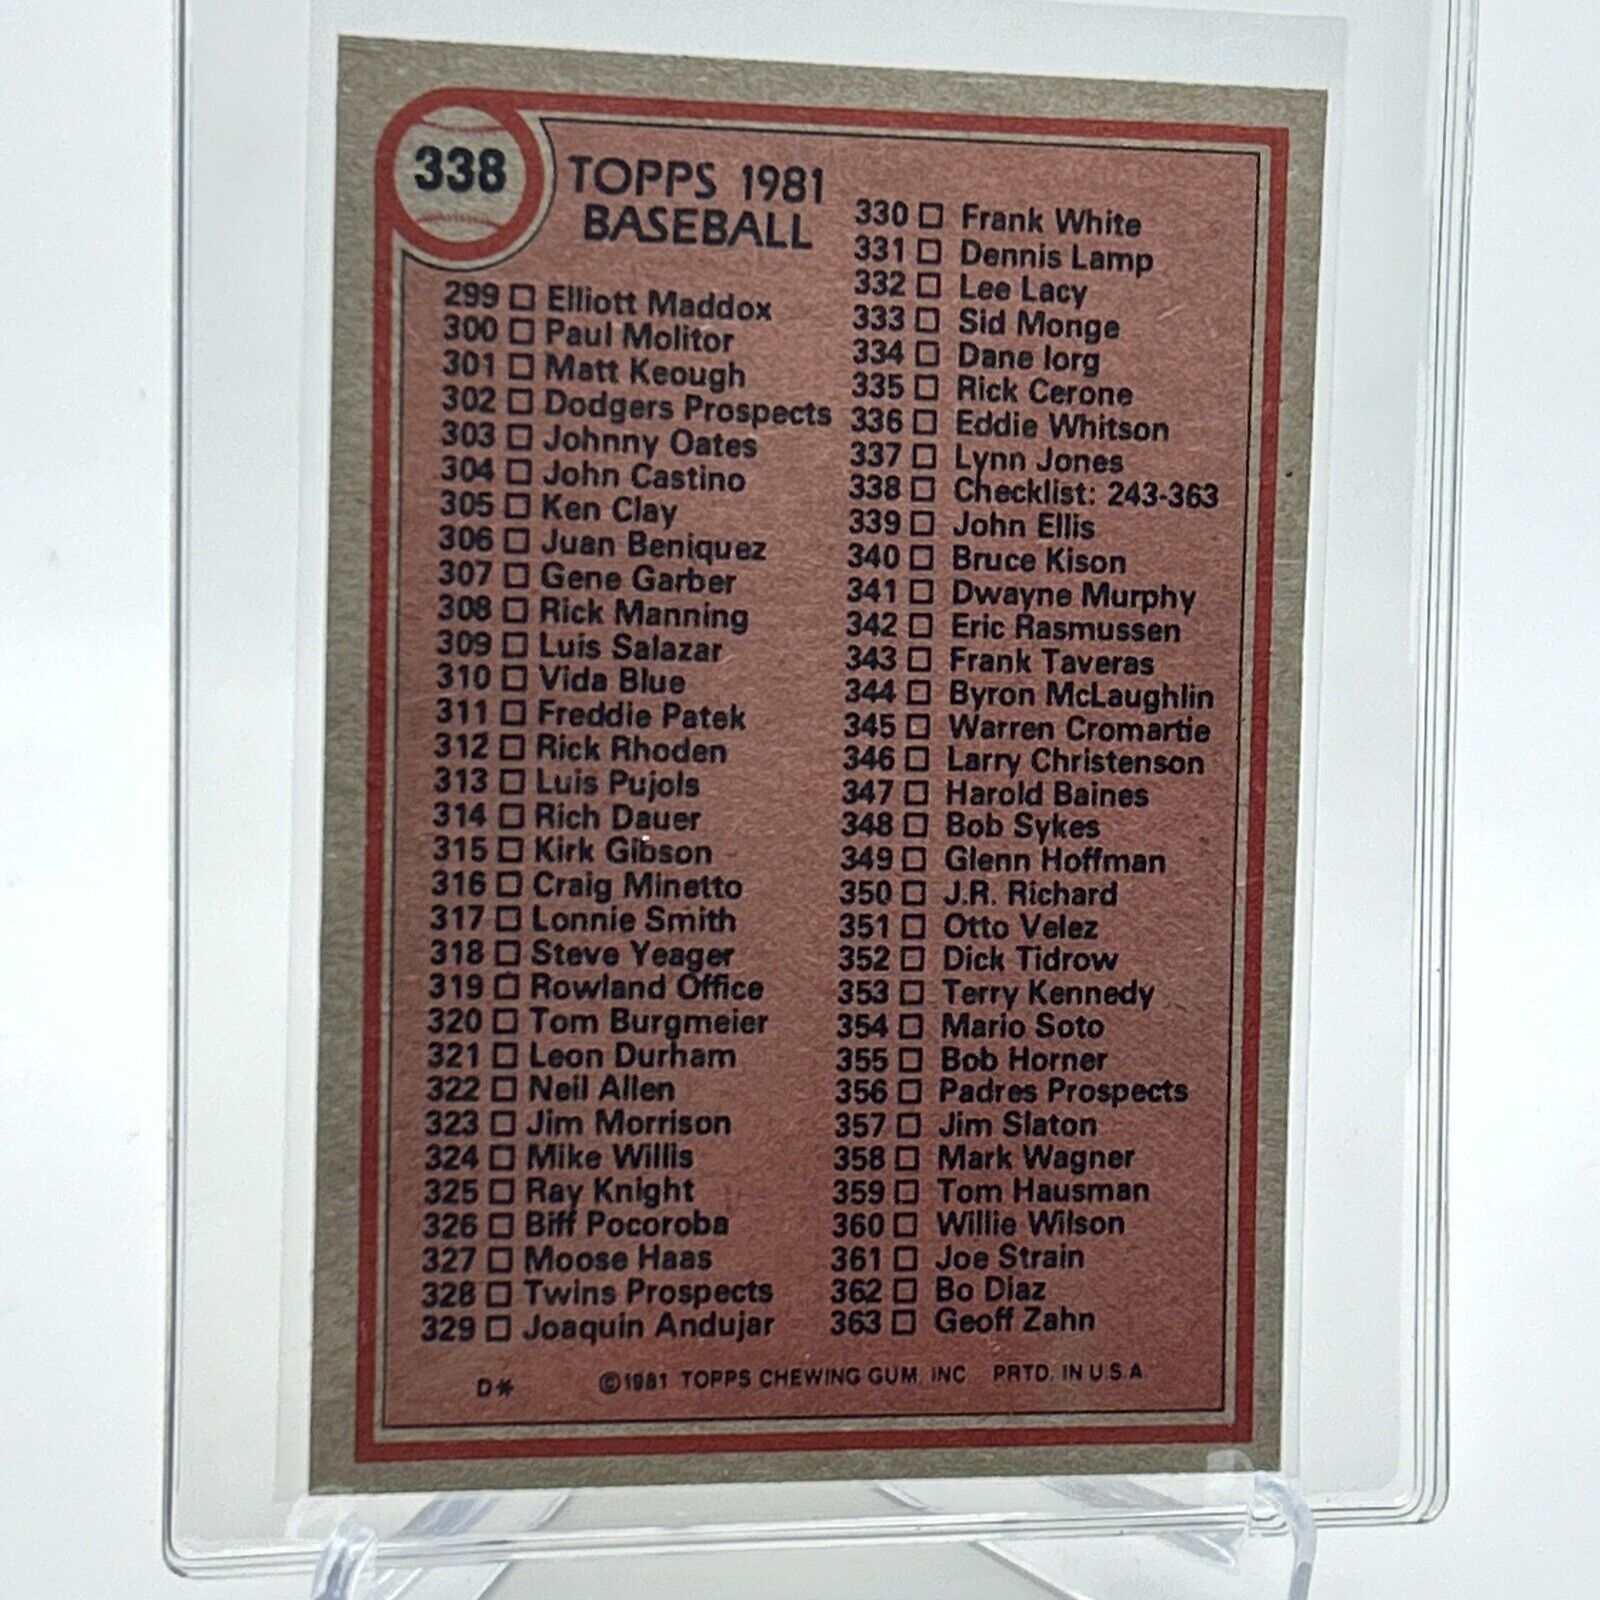 338
TOPPS 1981
BASEBALL
299 □ Elliott Maddox
300 □ Paul Molitor
301 □ Matt Keough
302 □ Dodgers Prospects
303 □ Johnny Oates
304 □ John Castino
305 □ Ken Clay
306 □ Juan Beniquez
307 □ Gene Garber
308 □ Rick Manning
309 □ Luis Salazar
310 □ Vida Blue
311 □ Freddie Patek
312 □ Rick Rhoden
313 □ Luis Pujols
314 □ Rich Dauer
315 □ Kirk Gibson
316 □ Craig Minetto
317 □ Lonnie Smith
318 □ Steve Yeager
319 □ Rowland Office
320 □ Tom Burgmeier
321 □ Leon Durham
322 □ Neil Allen
323 □ Jim Morrison
324 □ Mike Willis
325 □ Ray Knight
326 □ Biff Pocoroba
327 □ Moose Haas
328 □ Twins Prospects
329 □ Joaquin Andujar
330 □ Frank White
331 □ Dennis Lamp
332 □ Lee Lacy
333 □ Sid Monge
334 □ Dane Iorg
335 □ Rick Cerone
336 □ Eddie Whitson
337 □ Lynn Jones
338 □ Checklist: 243-363
339 □ John Ellis
340 □ Bruce Kison
341 □ Dwayne Murphy
342 □ Eric Rasmussen
343 □ Frank Taveras
344 □ Byron McLaughlin
345 □ Warren Cromartie
346 □ Larry Christenson
347 □ Harold Baines
348 □ Bob Sykes
349 □ Glenn Hoffman
350 □ J.R. Richard
351 □ Otto Velez
352 □ Dick Tidrow
353 □ Terry Kennedy
354 □ Mario Soto
355 □ Bob Horner
356 □ Padres Prospects
357 □ Jim Slaton
358 □ Mark Wagner
359 □ Tom Hausman
360 □ Willie Wilson
361 □ Joe Strain
362 □ Bo Diaz
363 □ Geoff Zahn
D* ©1981 TOPPS CHEWING GUM, INC PRTD. IN U.S.A.